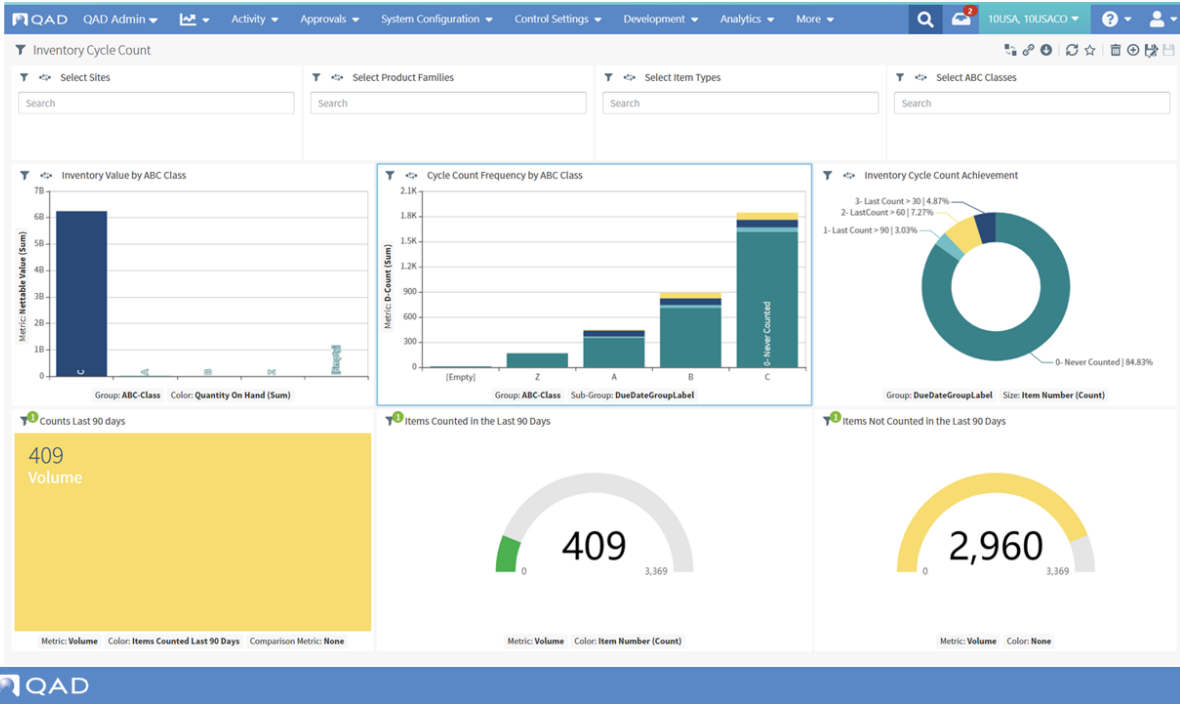 QAD QAD Admin Activity Approvals System Configuration Control Settings Development Analytics More 2 10USA, 10USACO ?
Inventory Cycle Count
Select Sites Select Product Families Select Item Types Select ABC Classes
Search Search Search Search
Inventory Value by ABC Class
7B
6B
5B
4B
3B
2B
1B
0
Metric: Nettable Value (Sum)
C A B Z [Empty]
Group: ABC-Class Color: Quantity On Hand (Sum)
Cycle Count Frequency by ABC Class
2.1K
1.8K
1.5K
1.2K
900
600
300
0
Metric: D-Count (Sum)
0- Never Counted
[Empty] Z A B C
Group: ABC-Class Sub-Group: DueDateGroupLabel
Inventory Cycle Count Achievement
3- Last Count > 30 | 4.87%
2- LastCount > 60 | 7.27%
1- Last Count > 90 | 3.03%
0- Never Counted | 84.83%
Group: DueDateGroupLabel Size: Item Number (Count)
1 Counts Last 90 days
409
Volume
Metric: Volume Color: Items Counted Last 90 Days Comparison Metric: None
1 Items Counted in the Last 90 Days
409
0 3,369
Metric: Volume Color: Item Number (Count)
1 Items Not Counted in the Last 90 Days
2,960
0 3,369
Metric: Volume Color: None
QAD